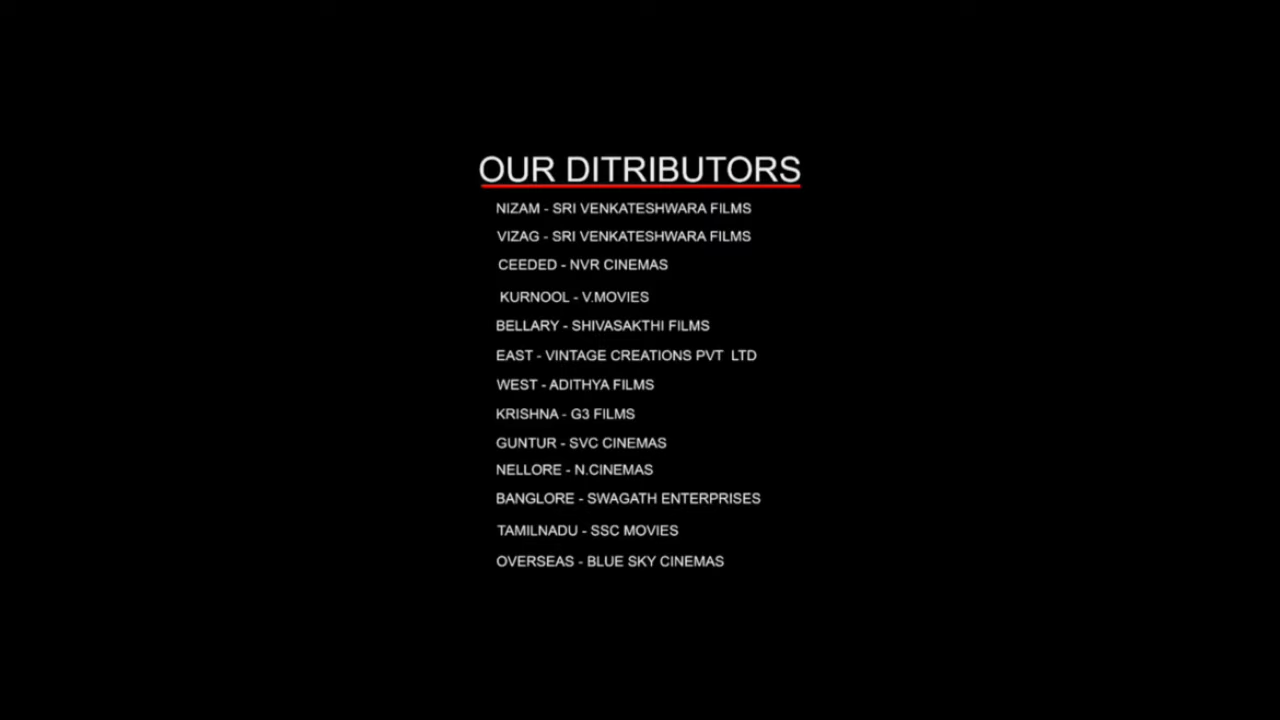 OUR DITRIBUTORS
NIZAM - SRI VENKATESHWARA FILMS
VIZAG - SRI VENKATESHWARA FILMS
CEEDED - NVR CINEMAS
KURNOOL - V.MOVIES
BELLARY - SHIVASAKTHI FILMS
EAST - VINTAGE CREATIONS PVT LTD
WEST - ADITHYA FILMS
KRISHNA - G3 FILMS
GUNTUR - SVC CINEMAS
NELLORE - N.CINEMAS
BANGLORE - SWAGATH ENTERPRISES
TAMILNADU - SSC MOVIES
OVERSEAS - BLUE SKY CINEMAS